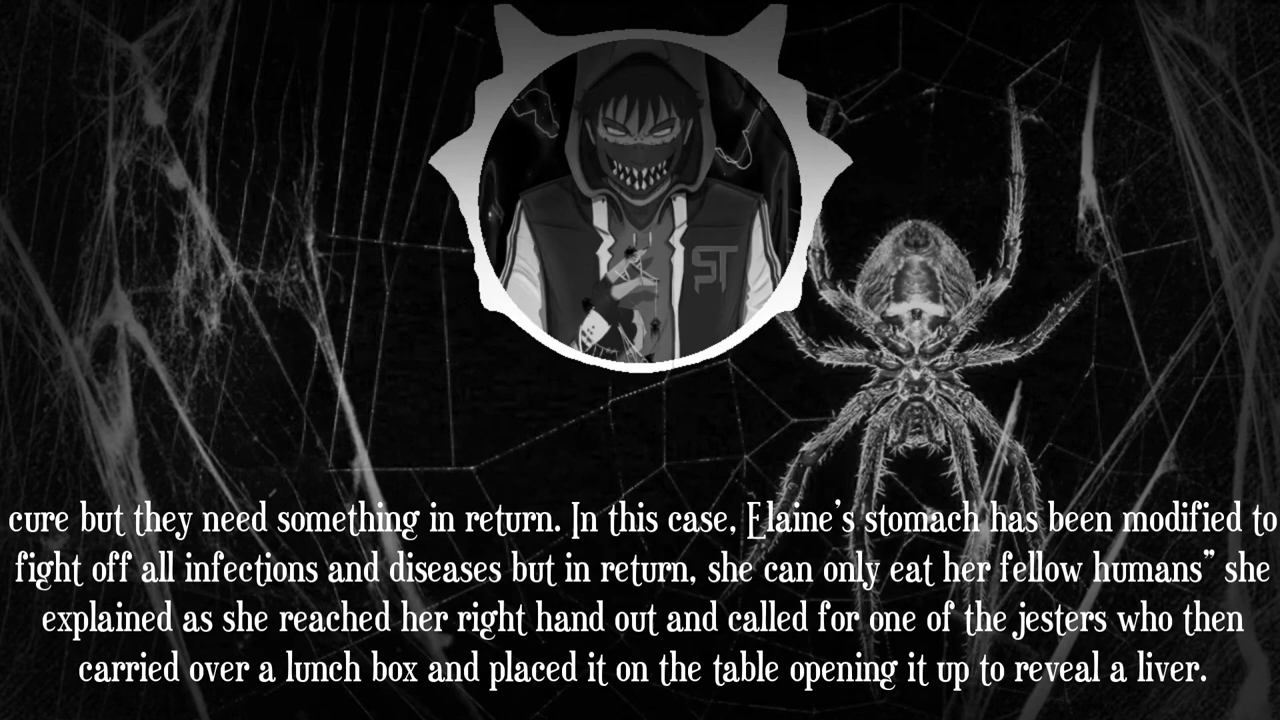 ST
cure but they need something in return. In this case, Elaine's stomach has been modified to
fight off all infections and diseases but in return, she can only eat her fellow humans” she
explained as she reached her right hand out and called for one of the jesters who then
carried over a lunch box and placed it on the table opening it up to reveal a liver.